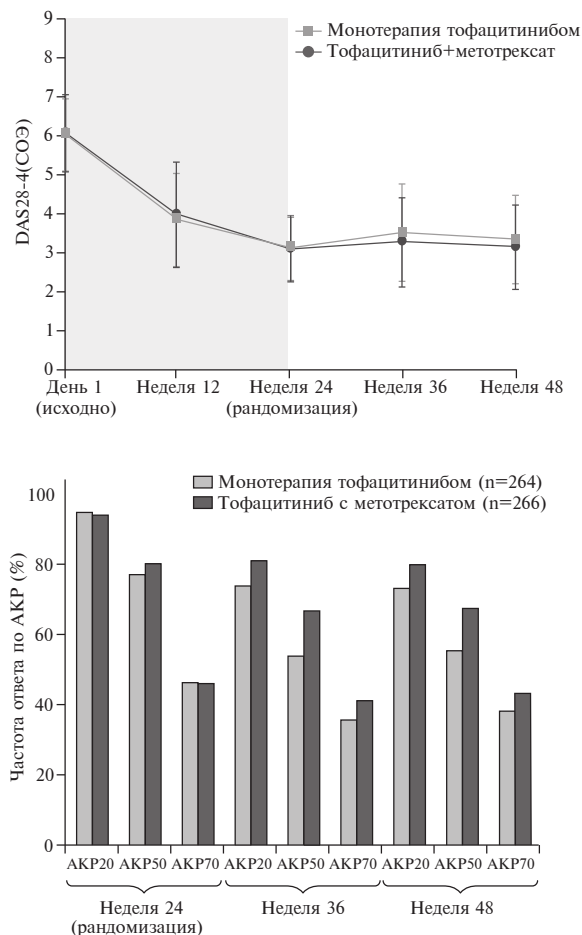 9
8
7
6
5
4
3
2
1
0
DAS28-4(СОЭ)
Монотерапия тофацитинибом
Тофацитиниб+метотрексат
День 1 Неделя 12 Неделя 24 Неделя 36 Неделя 48
(исходно) (рандомизация)
100
80
60
40
20
0
Частота ответа по АКР (%)
Монотерапия тофацитинибом (n=264)
Тофацитиниб с метотрексатом (n=266)
АКР20 АКР50 АКР70 АКР20 АКР50 АКР70 АКР20 АКР50 АКР70
Неделя 24 Неделя 36 Неделя 48
(рандомизация)